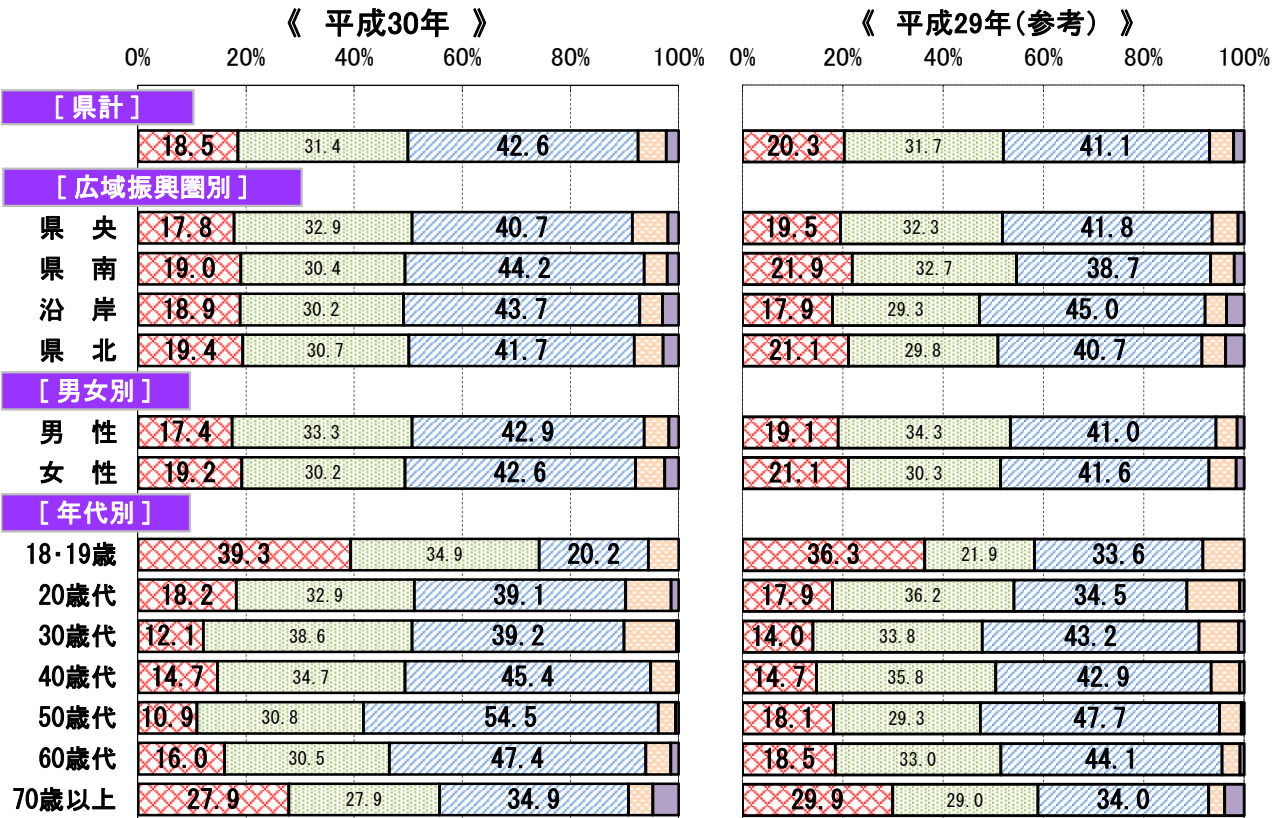 《 平成30年 》 《 平成29年(参考) 》
0% 20% 40% 60% 80% 100% 0% 20% 40% 60% 80% 100%
[ 県計 ]
18.5 31.4 42.6 20.3 31.7 41.1
[ 広域振興圏別 ]
県 央 17.8 32.9 40.7 19.5 32.3 41.8
県 南 19.0 30.4 44.2 21.9 32.7 38.7
沿 岸 18.9 30.2 43.7 17.9 29.3 45.0
県 北 19.4 30.7 41.7 21.1 29.8 40.7
[ 男女別 ]
男 性 17.4 33.3 42.9 19.1 34.3 41.0
女 性 19.2 30.2 42.6 21.1 30.3 41.6
[ 年代別 ]
18・19歳 39.3 34.9 20.2 36.3 21.9 33.6
20歳代 18.2 32.9 39.1 17.9 36.2 34.5
30歳代 12.1 38.6 39.2 14.0 33.8 43.2
40歳代 14.7 34.7 45.4 14.7 35.8 42.9
50歳代 10.9 30.8 54.5 18.1 29.3 47.7
60歳代 16.0 30.5 47.4 18.5 33.0 44.1
70歳以上 27.9 27.9 34.9 29.9 29.0 34.0